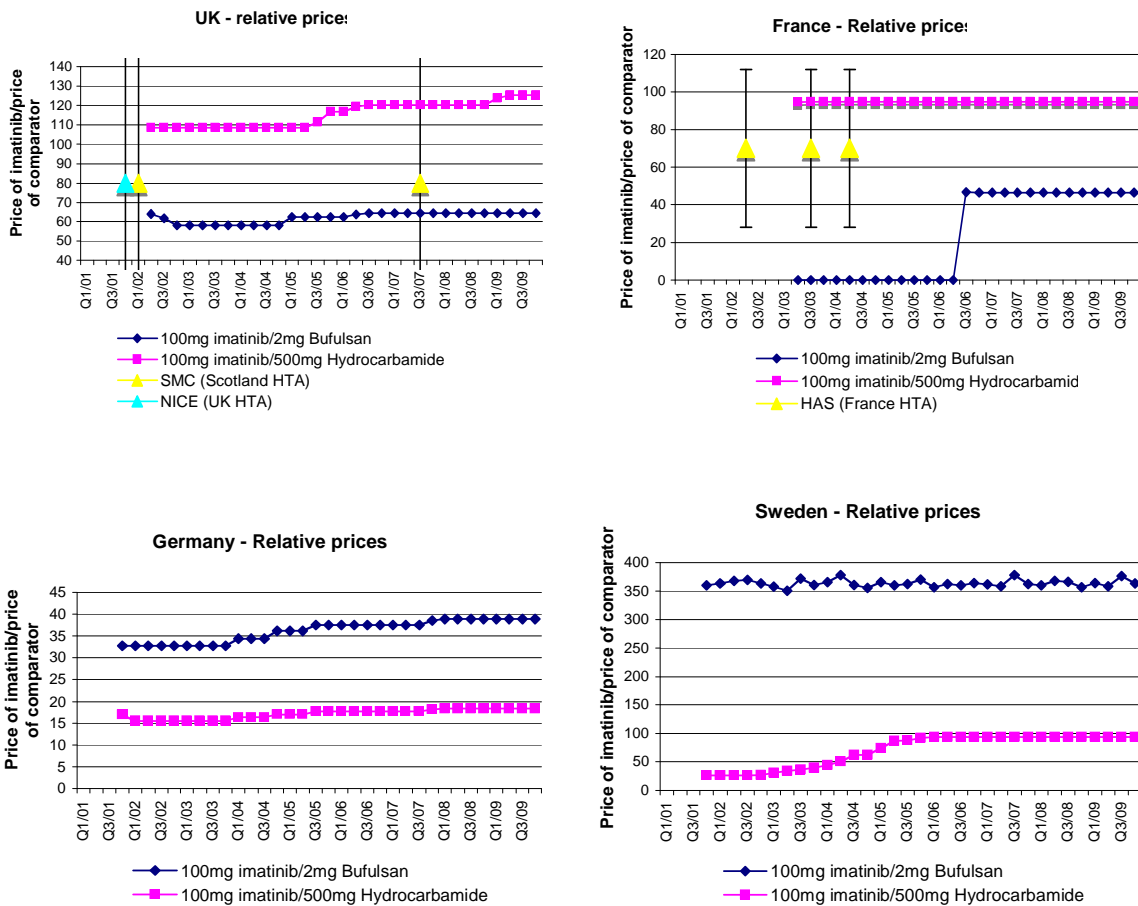 UK - relative prices
Price of imatinib/price
of comparator
140
130
120
110
100
90
80
70
60
50
40
Q1/01
Q3/01
Q1/02
Q3/02
Q1/03
Q3/03
Q1/04
Q3/04
Q1/05
Q3/05
Q1/06
Q3/06
Q1/07
Q3/07
Q1/08
Q3/08
Q1/09
Q3/09
100mg imatinib/2mg Bufulsan
100mg imatinib/500mg Hydrocarbamide
SMC (Scotland HTA)
NICE (UK HTA)
France - Relative prices
Price of imatinib/price of comparator
120
100
80
60
40
20
0
Q1/01
Q3/01
Q1/02
Q3/02
Q1/03
Q3/03
Q1/04
Q3/04
Q1/05
Q3/05
Q1/06
Q3/06
Q1/07
Q3/07
Q1/08
Q3/08
Q1/09
Q3/09
100mg imatinib/2mg Bufulsan
100mg imatinib/500mg Hydrocarbamid
HAS (France HTA)
Germany - Relative prices
Price of imatinib/price
of comparator
45
40
35
30
25
20
15
10
5
0
Q1/01
Q3/01
Q1/02
Q3/02
Q1/03
Q3/03
Q1/04
Q3/04
Q1/05
Q3/05
Q1/06
Q3/06
Q1/07
Q3/07
Q1/08
Q3/08
Q1/09
Q3/09
100mg imatinib/2mg Bufulsan
100mg imatinib/500mg Hydrocarbamide
Sweden - Relative prices
Price of imatinib/price of comparator
400
350
300
250
200
150
100
50
0
Q1/01
Q3/01
Q1/02
Q3/02
Q1/03
Q3/03
Q1/04
Q3/04
Q1/05
Q3/05
Q1/06
Q3/06
Q1/07
Q3/07
Q1/08
Q3/08
Q1/09
Q3/09
100mg imatinib/2mg Bufulsan
100mg imatinib/500mg Hydrocarbamide